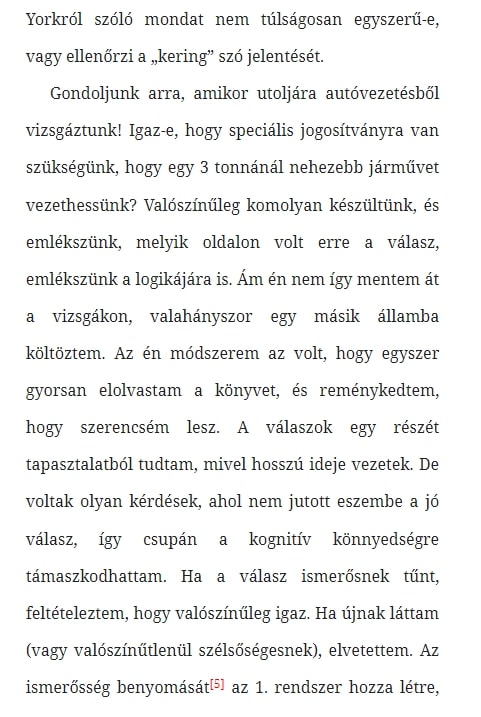 Yorkról szóló mondat nem túlságosan egyszerű-e,
vagy ellenőrzi a „kering” szó jelentését.
Gondoljunk arra, amikor utoljára autóvezetésből
vizsgáztunk! Igaz-e, hogy speciális jogosítványra van
szükségünk, hogy egy 3 tonnánál nehezebb járművet
vezethessünk? Valószínűleg komolyan készültünk, és
emlékszünk, melyik oldalon volt erre a válasz,
emlékszünk a logikájára is. Ám én nem így mentem át
a vizsgákon, valahányszor egy másik államba
költöztem. Az én módszerem az volt, hogy egyszer
gyorsan elolvastam a könyvet, és reménykedtem,
hogy szerencsém lesz. A válaszok egy részét
tapasztalatból tudtam, mivel hosszú ideje vezetek. De
voltak olyan kérdések, ahol nem jutott eszembe a jó
válasz, így csupán a kognitív könnyedségre
támaszkodhattam. Ha a válasz ismerősnek tűnt,
feltételeztem, hogy valószínűleg igaz. Ha újnak láttam
(vagy valószínűtlenül szélsőségesnek), elvetettem. Az
ismerősség benyomását[5] az 1. rendszer hozza létre,